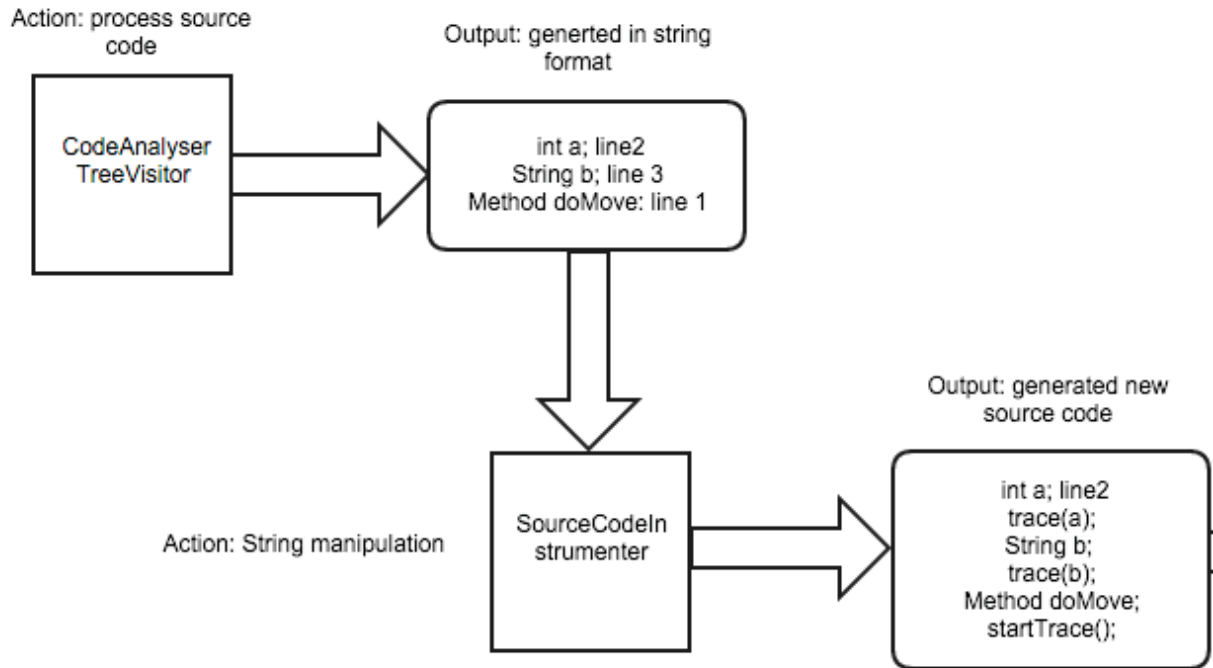 Action: process source
code
Output: generted in string
format
CodeAnalyser
TreeVisitor
int a; line2
String b; line 3
Method doMove: line 1
Output: generated new
source code
Action: String manipulation
SourceCodeIn
strumenter
int a; line2
trace(a);
String b;
trace(b);
Method doMove;
startTrace();